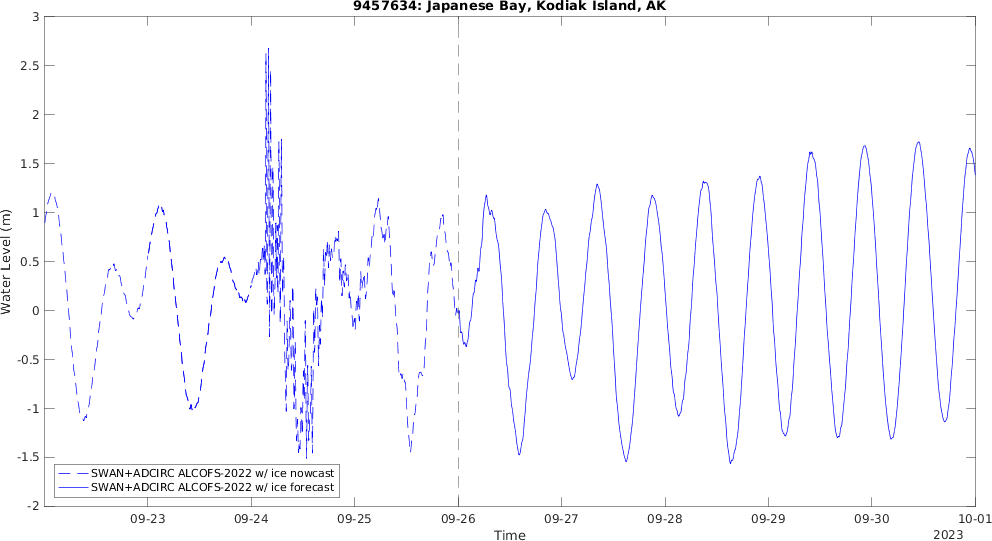 9457634: Japanese Bay, Kodiak Island, AK
3
2.5
2
1.5
1
0.5
0
-0.5
-1
-1.5
-2
Water Level (m)
SWAN+ADCIRC ALCOFS-2022 w/ ice nowcast
SWAN+ADCIRC ALCOFS-2022 w/ ice forecast
09-23 09-24 09-25 09-26 09-27 09-28 09-29 09-30 10-01
Time
2023